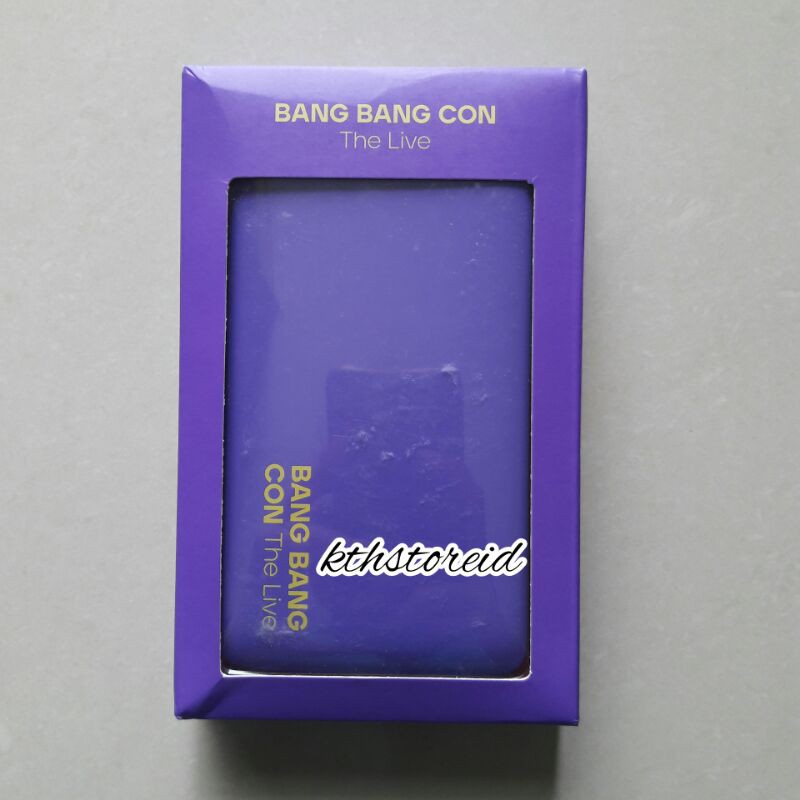 BANG BANG CON
The Live
BANG BANG
CON The Live
kthstoreid